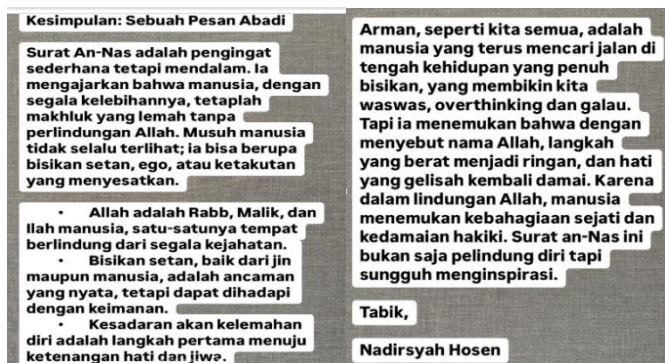 Kesimpulan: Sebuah Pesan Abadi
Surat An-Nas adalah pengingat
sederhana tetapi mendalam. Ia
mengajarkan bahwa manusia, dengan
segala kelebihannya, tetaplah
makhluk yang lemah tanpa
perlindungan Allah. Musuh manusia
tidak selalu terlihat; ia bisa berupa
bisikan setan, ego, atau ketakutan
yang menyesatkan.
• Allah adalah Rabb, Malik, dan
Ilah manusia, satu-satunya tempat
berlindung dari segala kejahatan.
• Bisikan setan, baik dari jin
maupun manusia, adalah ancaman
yang nyata, tetapi dapat dihadapi
dengan keimanan.
• Kesadaran akan kelemahan
diri adalah langkah pertama menuju
ketenangan hati dan jiwa.
Arman, seperti kita semua, adalah
manusia yang terus mencari jalan di
tengah kehidupan yang penuh
bisikan, yang membikin kita
waswas, overthinking dan galau.
Tapi ia menemukan bahwa dengan
menyebut nama Allah, langkah
yang berat menjadi ringan, dan hati
yang gelisah kembali damai. Karena
dalam lindungan Allah, manusia
menemukan kebahagiaan sejati dan
kedamaian hakiki. Surat an-Nas ini
bukan saja pelindung diri tapi
sungguh menginspirasi.
Tabik,
Nadirsyah Hosen